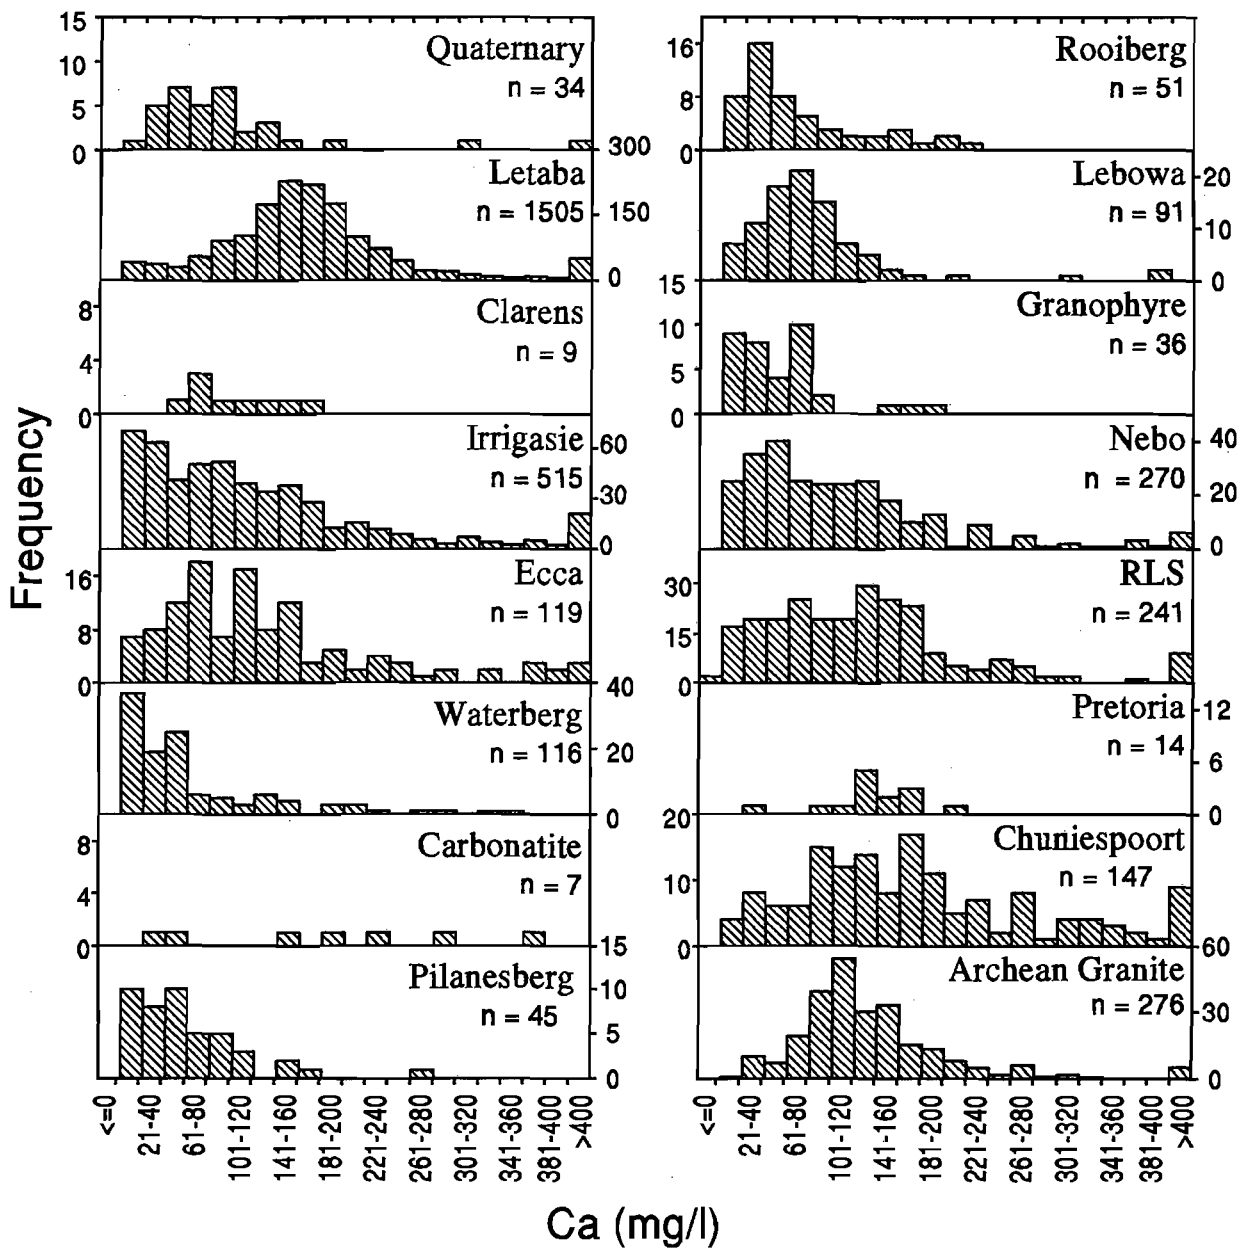 Frequency
15
10
5
0
Quaternary
n = 34
300
150
0
Letaba
n = 1505
8
4
0
Clarens
n = 9
60
30
0
Irrigasie
n = 515
16
8
0
Ecca
n = 119
40
20
0
Waterberg
n = 116
8
4
0
Carbonatite
n = 7
15
10
5
0
Pilanesberg
n = 45
<=0
21-40
61-80
101-120
141-160
181-200
221-240
261-280
301-320
341-360
381-400
>400
16
8
0
Rooiberg
n = 51
20
10
0
Lebowa
n = 91
15
10
5
0
Granophyre
n = 36
40
20
0
Nebo
n = 270
30
15
0
RLS
n = 241
12
6
0
Pretoria
n = 14
20
10
0
Chuniespoort
n = 147
60
30
0
Archean Granite
n = 276
<=0
21-40
61-80
101-120
141-160
181-200
221-240
261-280
301-320
341-360
381-400
>400
Ca (mg/l)